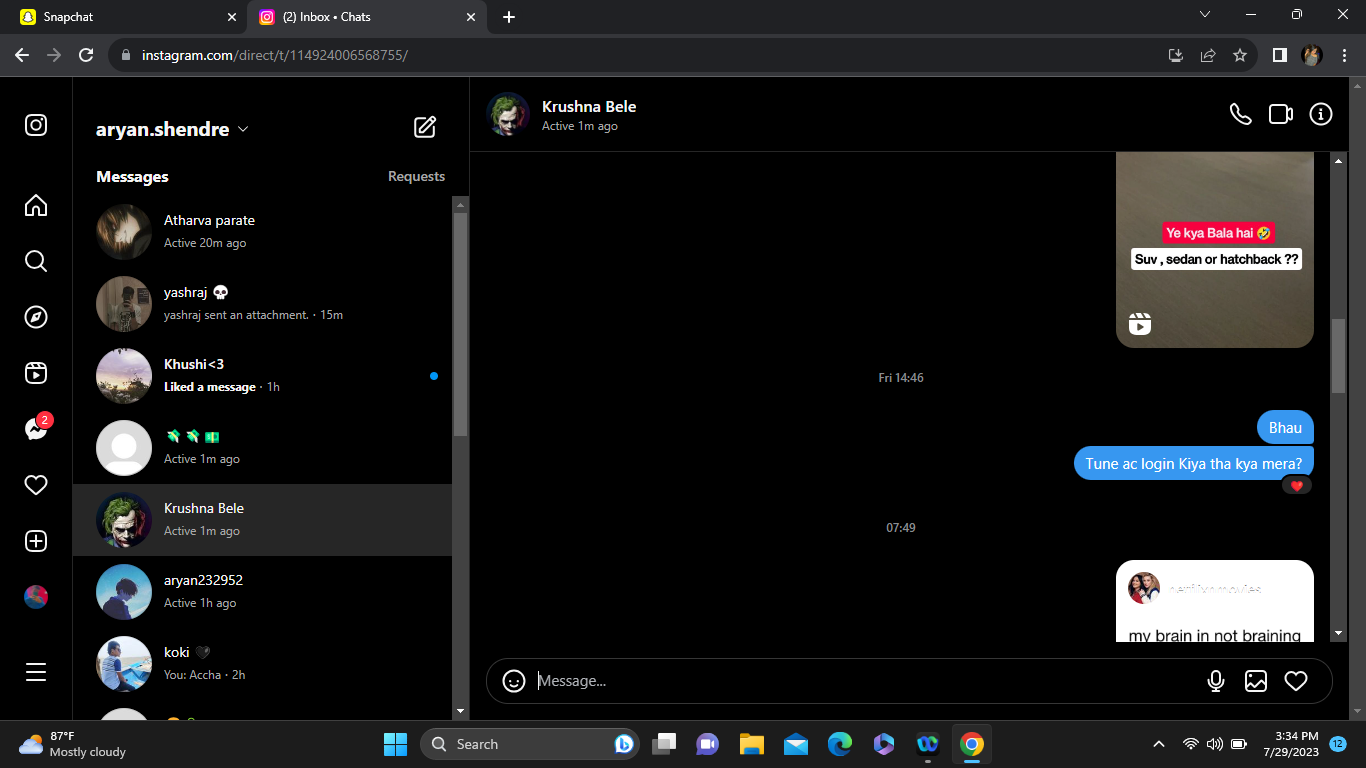 Snapchat
(2) Inbox • Chats
instagram.com/direct/t/114924006568755/
aryan.shendre
Messages
Requests
Atharva parate
Active 20m ago
yashraj 💀
yashraj sent an attachment. · 15m
Khushi<3
Liked a message · 1h
💸 💸 💵
Active 1m ago
Krushna Bele
Active 1m ago
aryan232952
Active 1h ago
koki 🖤
You: Accha · 2h
2
Krushna Bele
Active 1m ago
Ye kya Bala hai 🤣
Suv , sedan or hatchback ??
Fri 14:46
Bhau
Tune ac login Kiya tha kya mera?
❤️
07:49
my brain in not braining
Message...
87°F
Mostly cloudy
Search
3:34 PM
7/29/2023
12